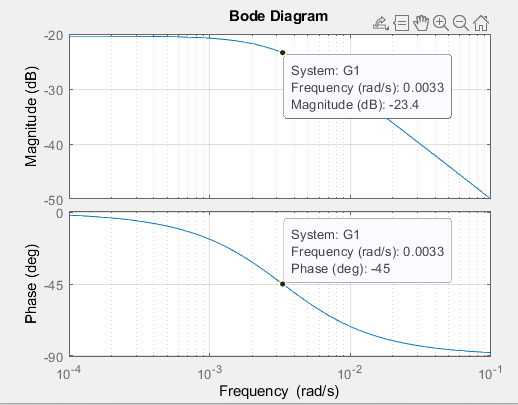 Bode Diagram
-20
-30
-40
-50
Magnitude (dB)
System: G1
Frequency (rad/s): 0.0033
Magnitude (dB): -23.4
0
-45
-90
Phase (deg)
System: G1
Frequency (rad/s): 0.0033
Phase (deg): -45
10^-4
10^-3
10^-2
10^-1
Frequency (rad/s)